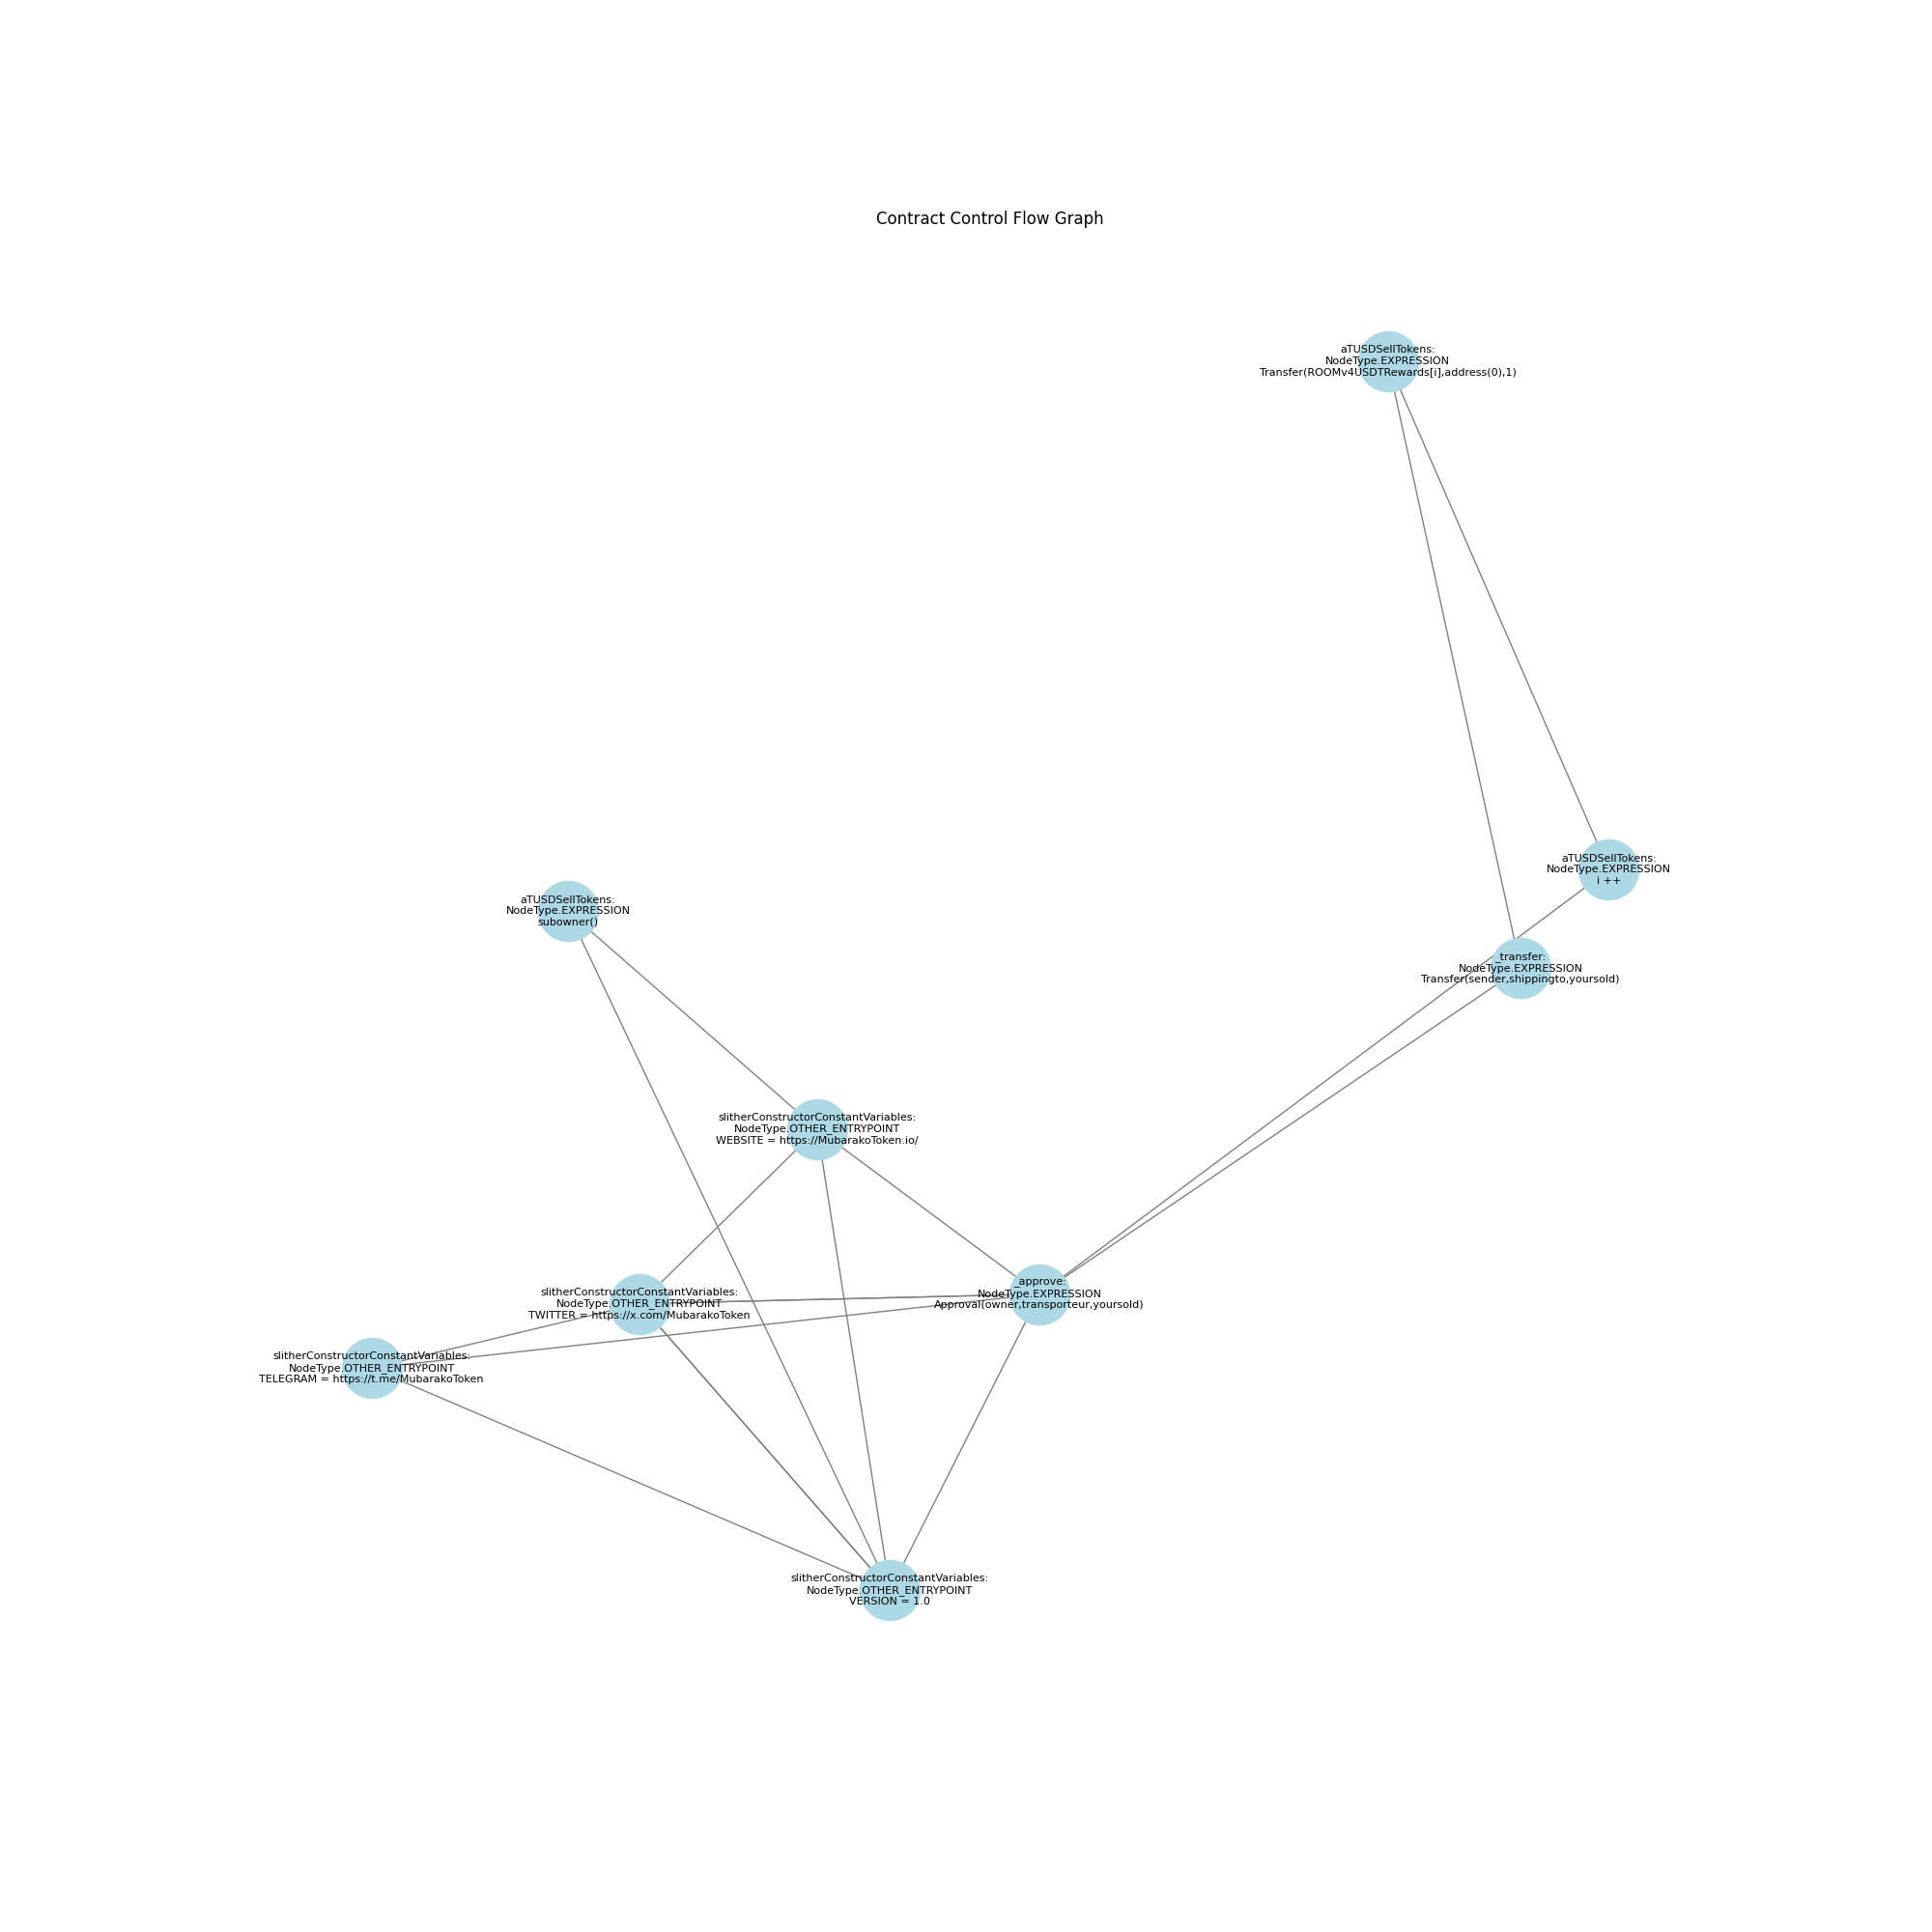 Contract Control Flow Graph
aTUSDSellTokens:
NodeType.EXPRESSION
Transfer(ROOMv4USDTRewards[i],address(0),1)
aTUSDSellTokens:
NodeType.EXPRESSION
i ++
aTUSDSellTokens:
NodeType.EXPRESSION
subowner()
_transfer:
NodeType.EXPRESSION
Transfer(sender,shippingto,yoursold)
slitherConstructorConstantVariables:
NodeType.OTHER_ENTRYPOINT
WEBSITE = https://MubarakoToken.io/
_approve:
NodeType.EXPRESSION
Approval(owner,transporteur,yoursold)
slitherConstructorConstantVariables:
NodeType.OTHER_ENTRYPOINT
TWITTER = https://x.com/MubarakoToken
slitherConstructorConstantVariables:
NodeType.OTHER_ENTRYPOINT
TELEGRAM = https://t.me/MubarakoToken
slitherConstructorConstantVariables:
NodeType.OTHER_ENTRYPOINT
VERSION = 1.0